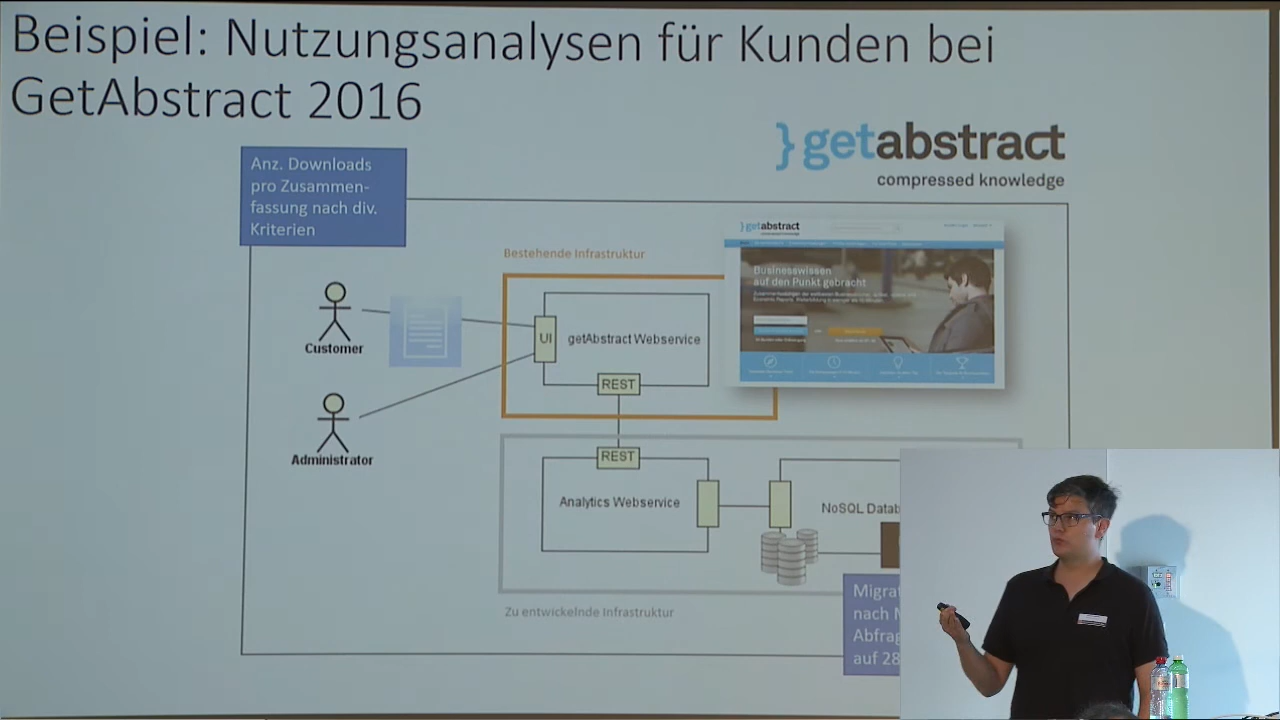 Beispiel: Nutzungsanalysen für Kunden bei
GetAbstract 2016
}getabstract
compressed knowledge
Anz. Downloads
pro Zusammen-
fassung nach div.
Kriterien
Bestehende Infrastruktur
}getabstract
Businesswissen
auf den Punkt gebracht
UI
getAbstract Webservice
Customer
REST
Administrator
REST
Analytics Webservice
NoSQL Datab
Zu entwickelnde Infrastruktur
Migrat
nach N
Abfrag
auf 28